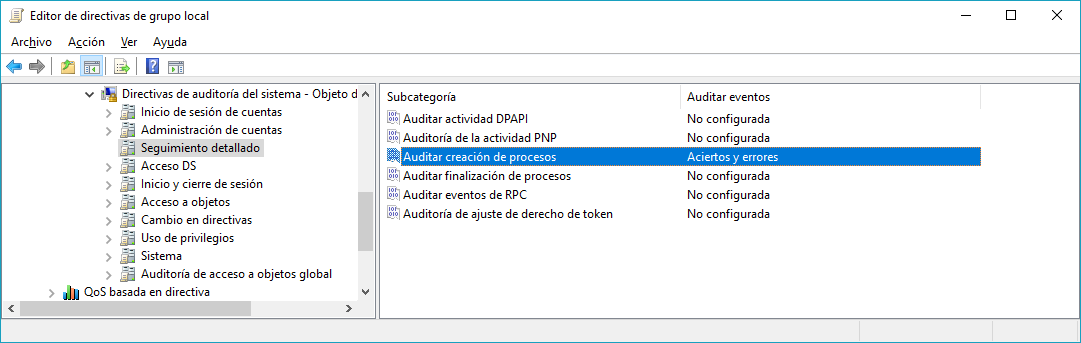 Editor de directivas de grupo local
Archivo Acción Ver Ayuda
Directivas de auditoría del sistema - Objeto d
Inicio de sesión de cuentas
Administración de cuentas
Seguimiento detallado
Acceso DS
Inicio y cierre de sesión
Acceso a objetos
Cambio en directivas
Uso de privilegios
Sistema
Auditoría de acceso a objetos global
QoS basada en directiva
Subcategoría Auditar eventos
Auditar actividad DPAPI No configurada
Auditoría de la actividad PNP No configurada
Auditar creación de procesos Aciertos y errores
Auditar finalización de procesos No configurada
Auditar eventos de RPC No configurada
Auditoría de ajuste de derecho de token No configurada